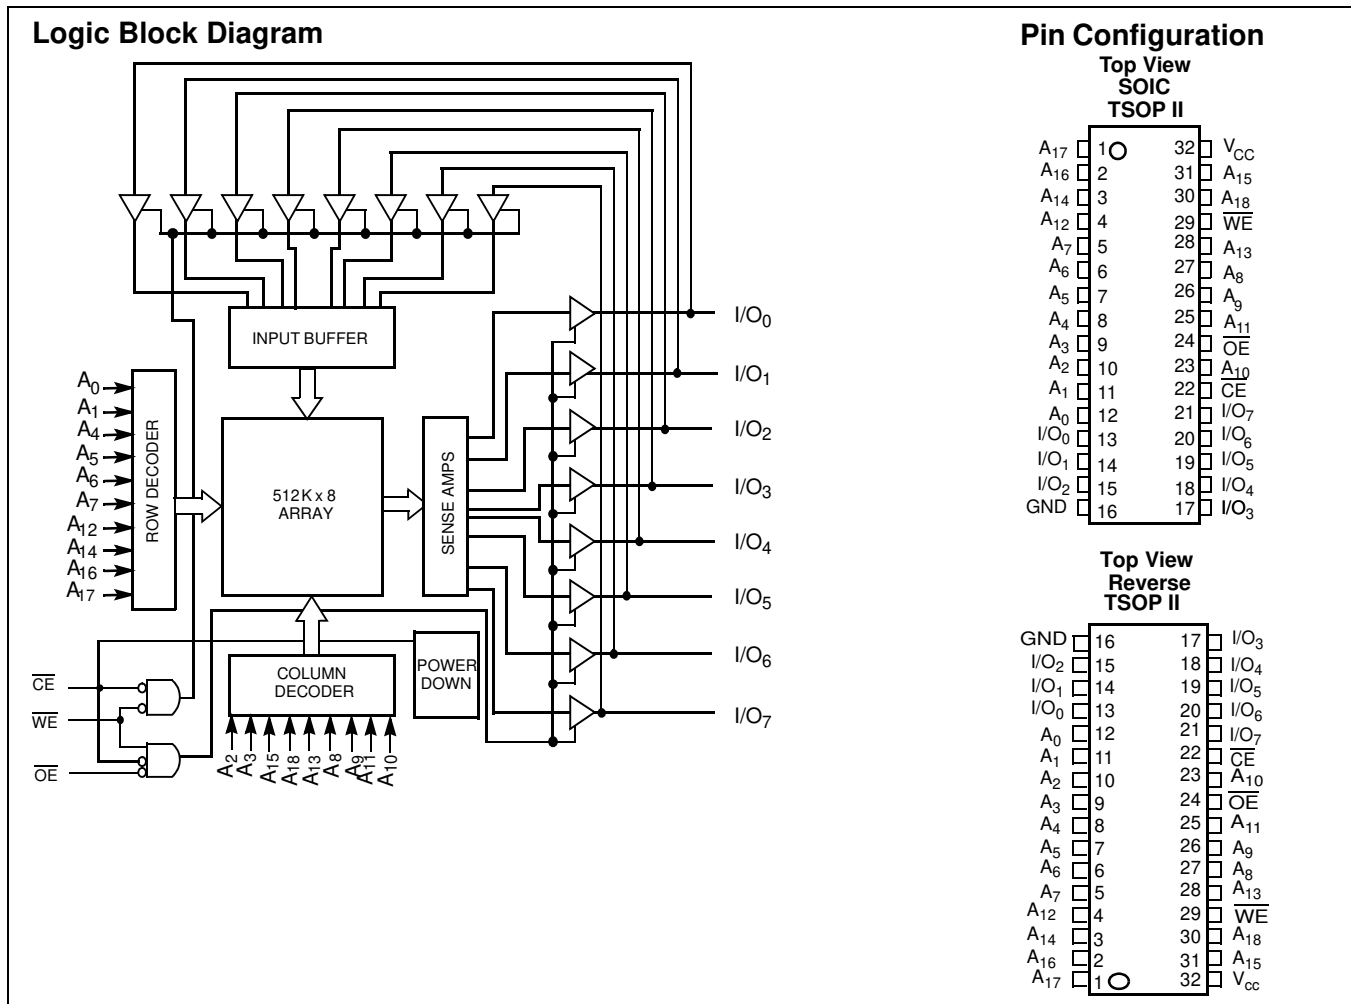 Logic Block Diagram
INPUT BUFFER
A0
A1
A4
A5
A6
A7
A12
A14
A16
A17
ROW DECODER
512K x 8
ARRAY
SENSE AMPS
I/O0
I/O1
I/O2
I/O3
I/O4
I/O5
I/O6
I/O7
COLUMN
DECODER
POWER
DOWN
CE
WE
OE
A2 A3 A15 A18 A13 A8 A9 A11 A10
Pin Configuration
Top View
SOIC
TSOP II
A17 1 32 VCC
A16 2 31 A15
A14 3 30 A18
A12 4 29 WE
A7 5 28 A13
A6 6 27 A8
A5 7 26 A9
A4 8 25 A11
A3 9 24 OE
A2 10 23 A10
A1 11 22 CE
A0 12 21 I/O7
I/O0 13 20 I/O6
I/O1 14 19 I/O5
I/O2 15 18 I/O4
GND 16 17 I/O3
Top View
Reverse
TSOP II
GND 16 17 I/O3
I/O2 15 18 I/O4
I/O1 14 19 I/O5
I/O0 13 20 I/O6
A0 12 21 I/O7
A1 11 22 CE
A2 10 23 A10
A3 9 24 OE
A4 8 25 A11
A5 7 26 A9
A6 6 27 A8
A7 5 28 A13
A12 4 29 WE
A14 3 30 A18
A16 2 31 A15
A17 1 32 Vcc